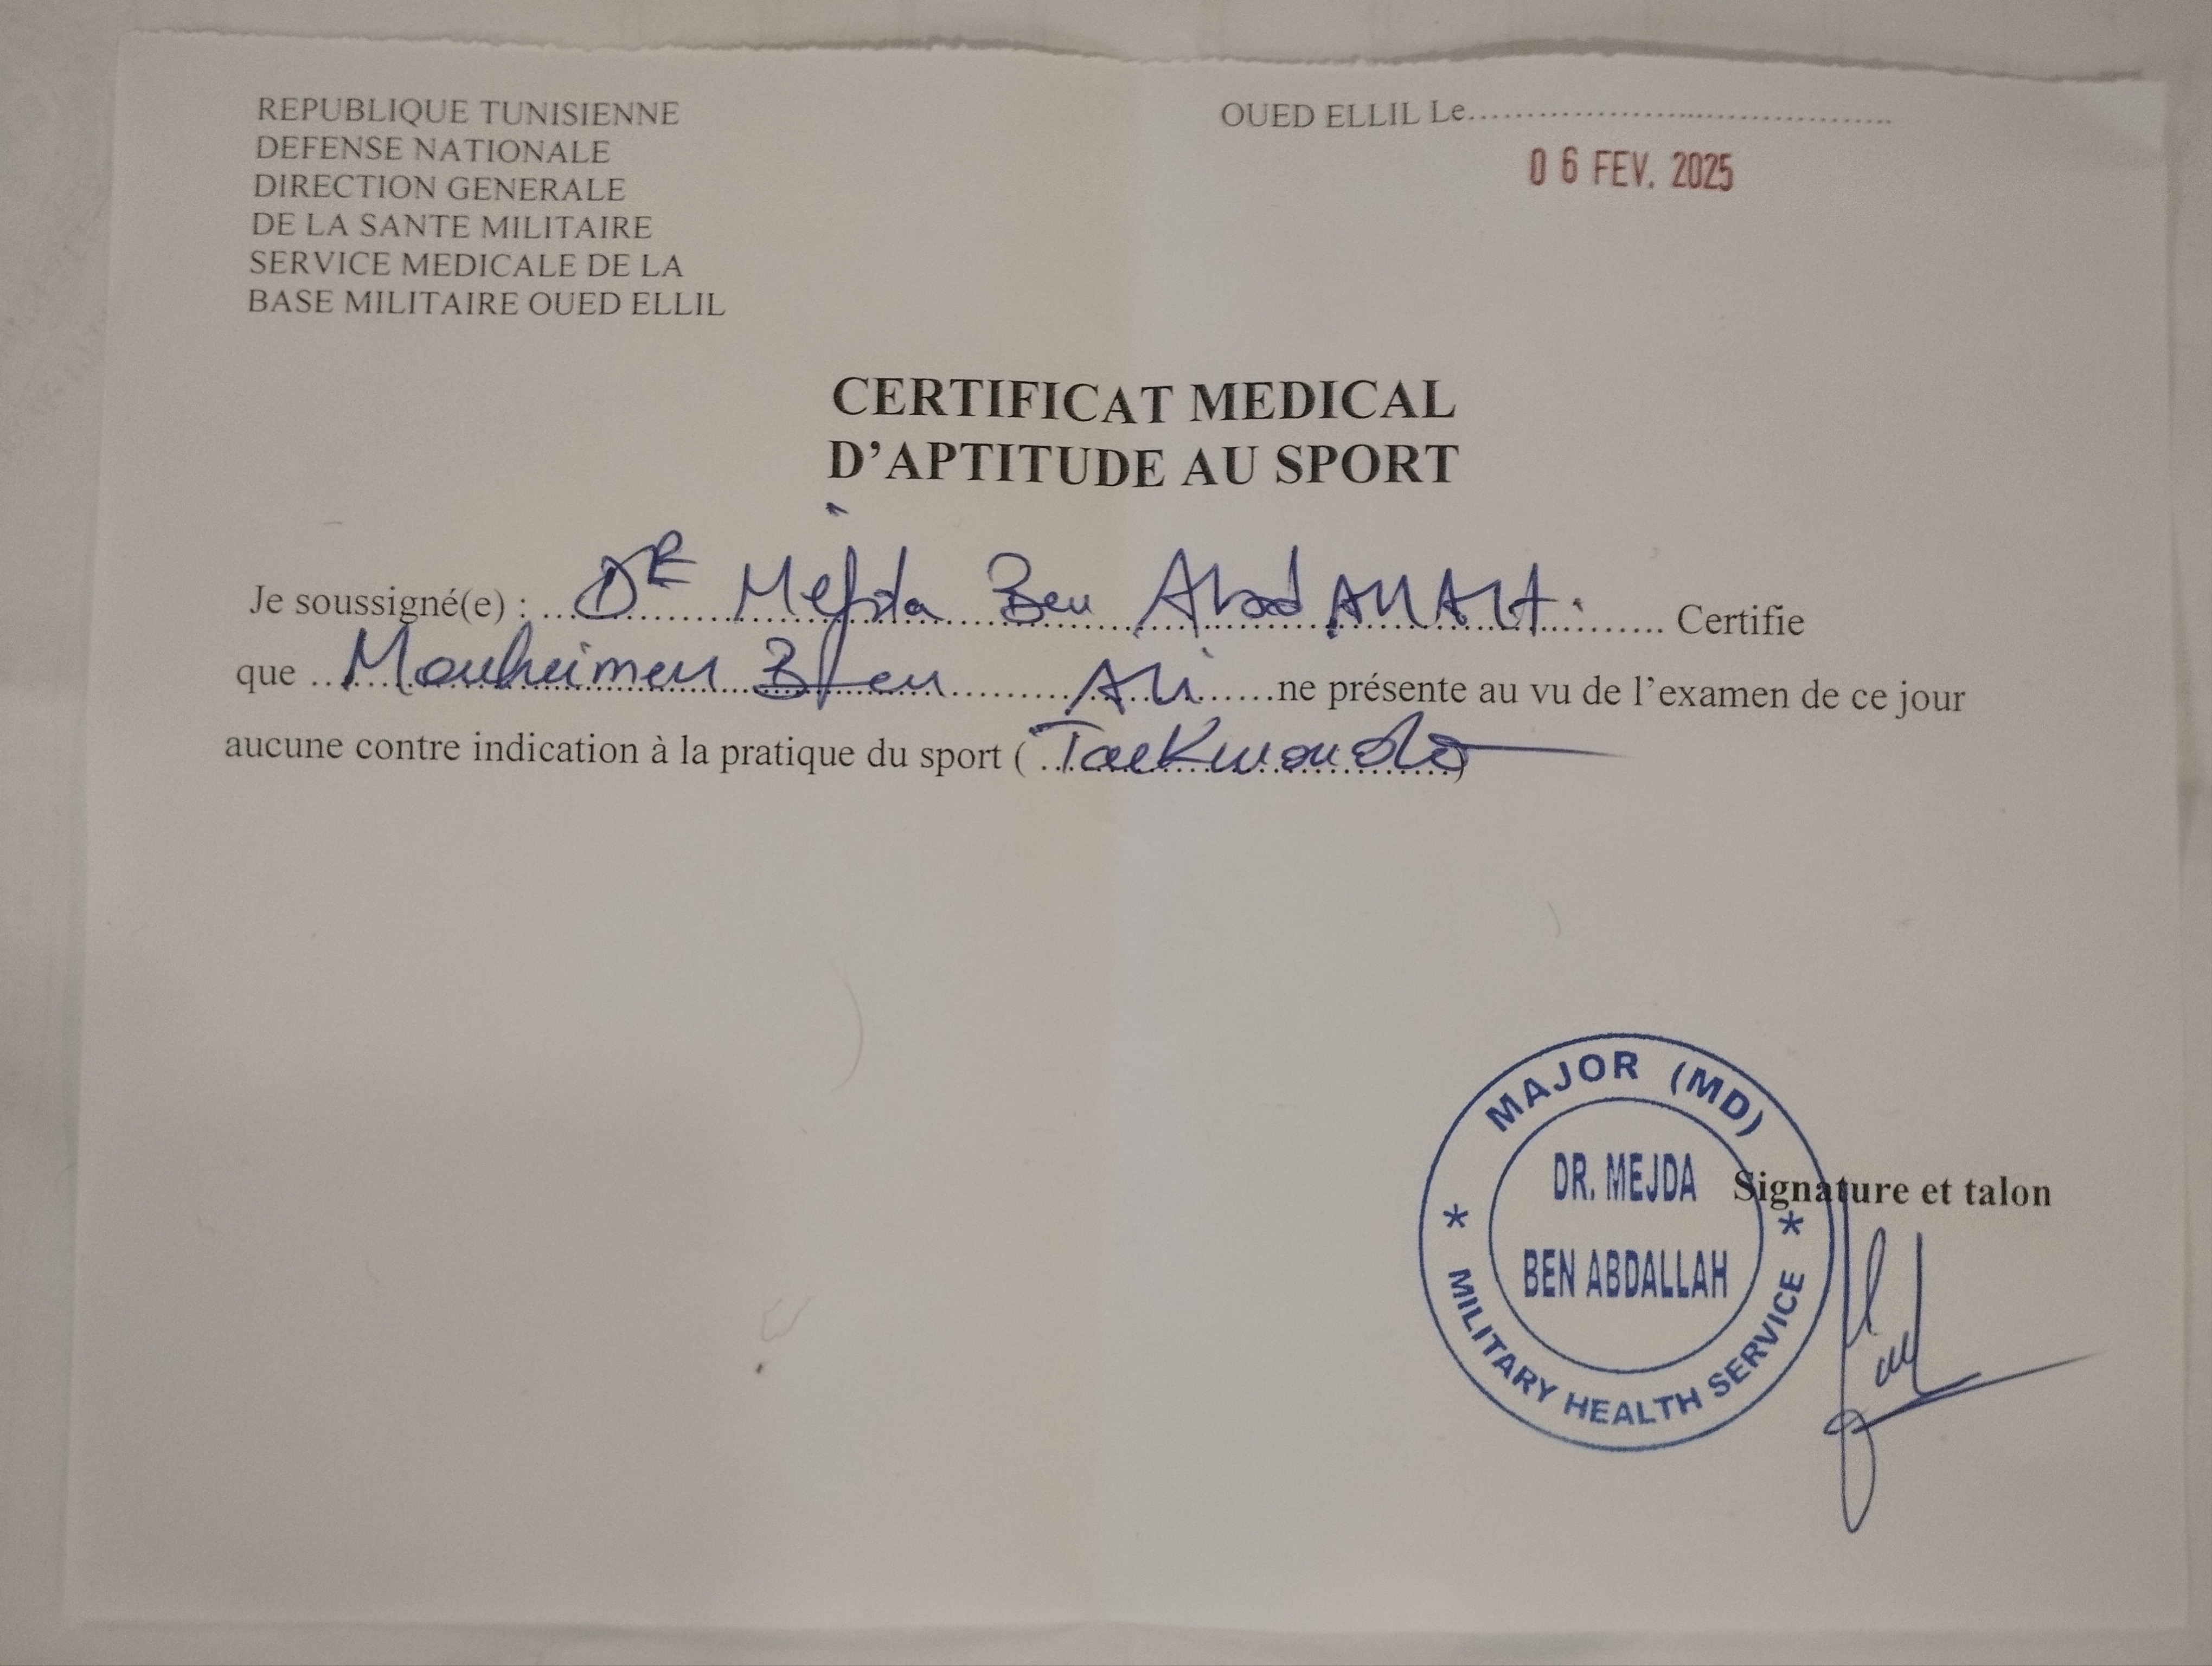 REPUBLIQUE TUNISIENNE
DEFENSE NATIONALE
DIRECTION GENERALE
DE LA SANTE MILITAIRE
SERVICE MEDICALE DE LA
BASE MILITAIRE OUED ELLIL
OUED ELLIL Le..........................................
06 FEV. 2025
CERTIFICAT MEDICAL
D'APTITUDE AU SPORT
Je soussigné(e) : DR Mejda Ben AbdAllAh. Certifie
que Mouheimen Ben Ali ne présente au vu de l'examen de ce jour
aucune contre indication à la pratique du sport ( Taekwondo )
Signature et talon
MAJOR (MD)
DR. MEJDA
BEN ABDALLAH
* MILITARY HEALTH SERVICE *